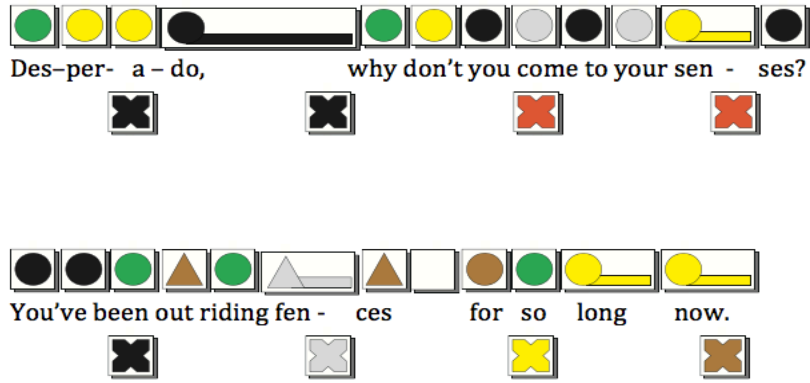 Des–per- a – do, why don't you come to your sen - ses?
You've been out riding fen - ces for so long now.